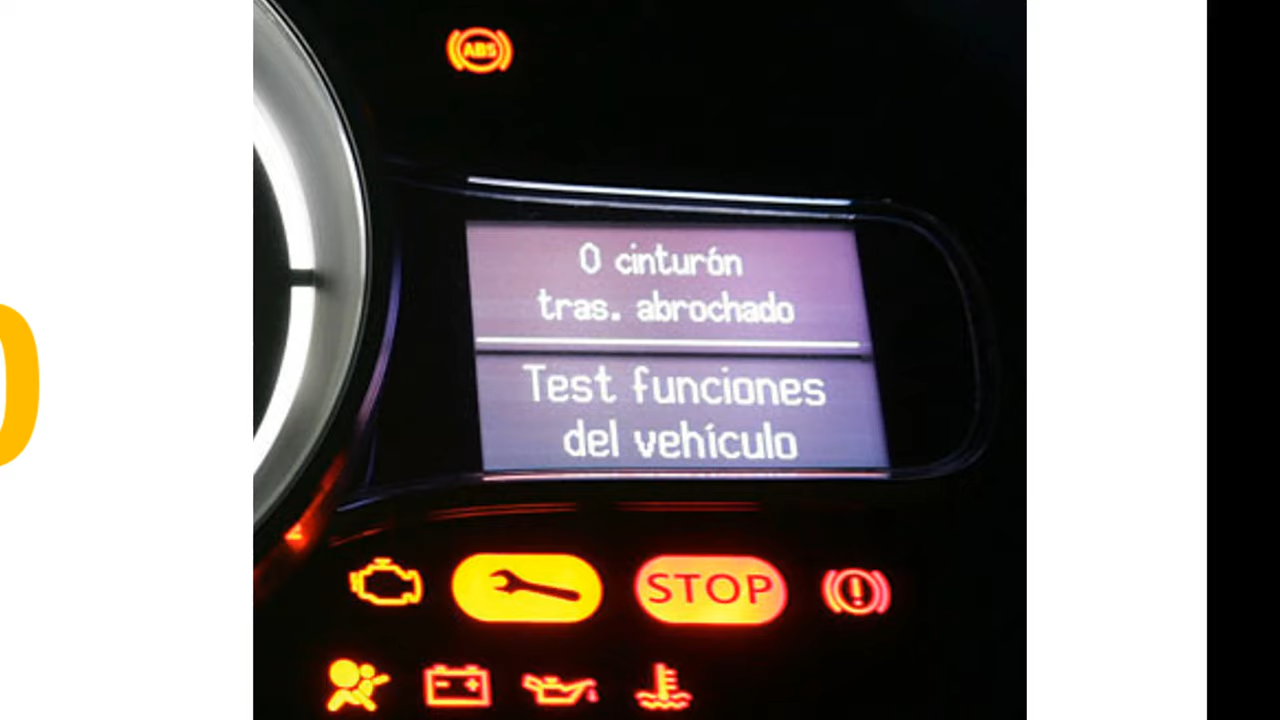 ABS
0 cinturón
tras. abrochado
Test funciones
del vehículo
STOP